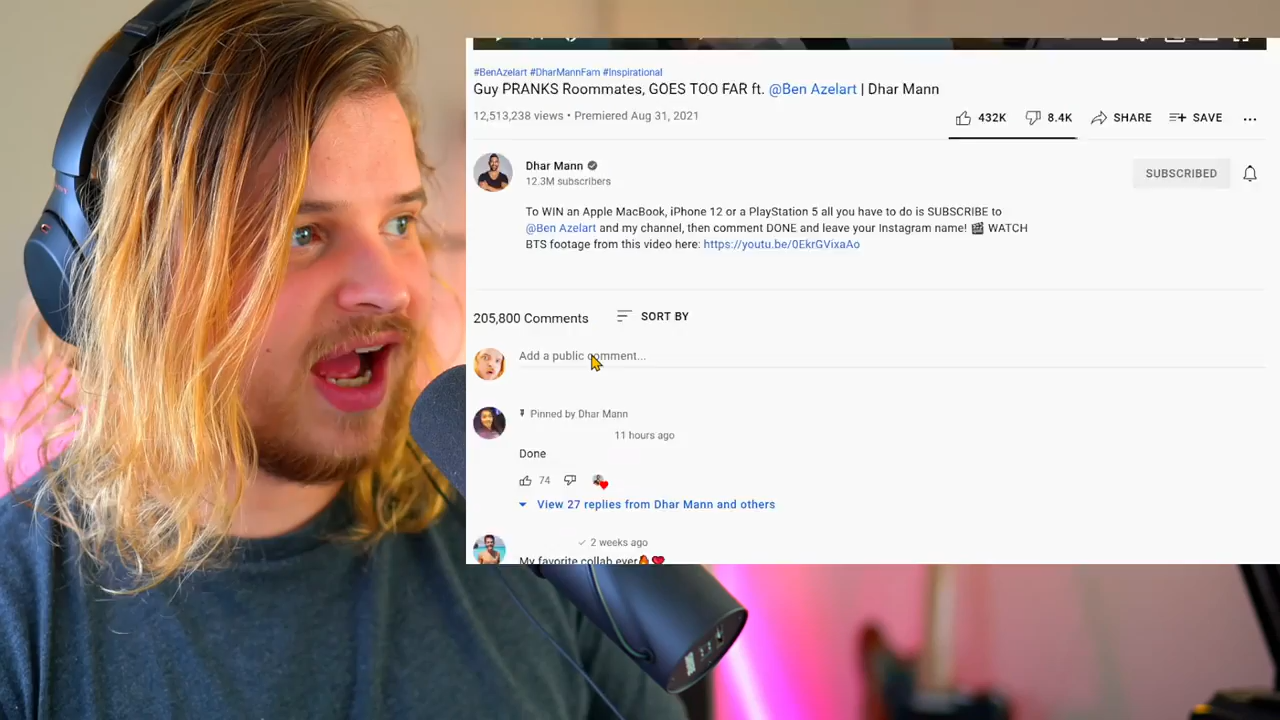 #BenAzelart #DharMannFam #Inspirational
Guy PRANKS Roommates, GOES TOO FAR ft. @Ben Azelart | Dhar Mann
12,513,238 views • Premiered Aug 31, 2021
432K
8.4K
SHARE
SAVE
Dhar Mann
12.3M subscribers
SUBSCRIBED
To WIN an Apple MacBook, iPhone 12 or a PlayStation 5 all you have to do is SUBSCRIBE to
@Ben Azelart and my channel, then comment DONE and leave your Instagram name! 🎬 WATCH
BTS footage from this video here: https://youtu.be/0EkrGVixaAo
205,800 Comments
SORT BY
Add a public comment...
Pinned by Dhar Mann
11 hours ago
Done
74
View 27 replies from Dhar Mann and others
2 weeks ago
My favorite collab ever🔥❤️